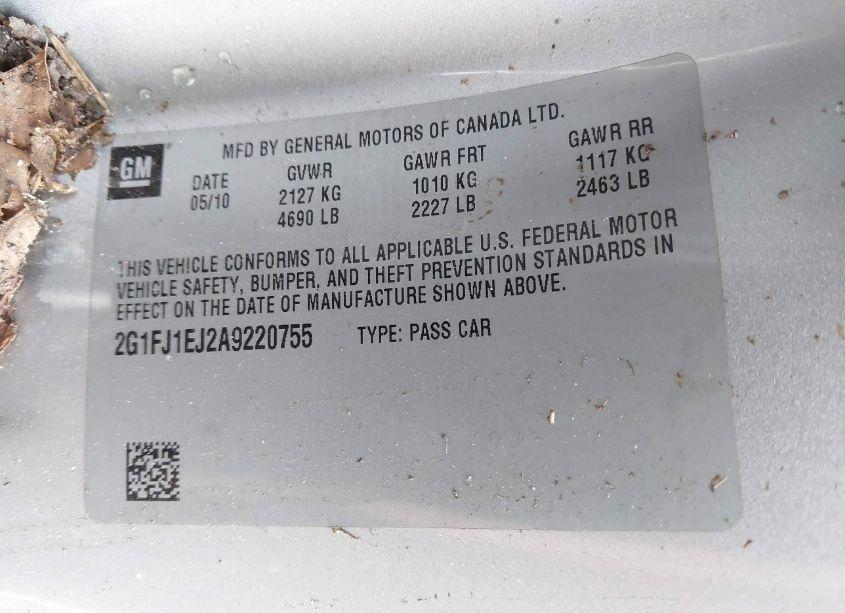 MFD BY GENERAL MOTORS OF CANADA LTD.
GM
DATE GVWR GAWR FRT GAWR RR
05/10 2127 KG 1010 KG 1117 KG
4690 LB 2227 LB 2463 LB
THIS VEHICLE CONFORMS TO ALL APPLICABLE U.S. FEDERAL MOTOR
VEHICLE SAFETY, BUMPER, AND THEFT PREVENTION STANDARDS IN
EFFECT ON THE DATE OF MANUFACTURE SHOWN ABOVE.
2G1FJ1EJ2A9220755 TYPE: PASS CAR